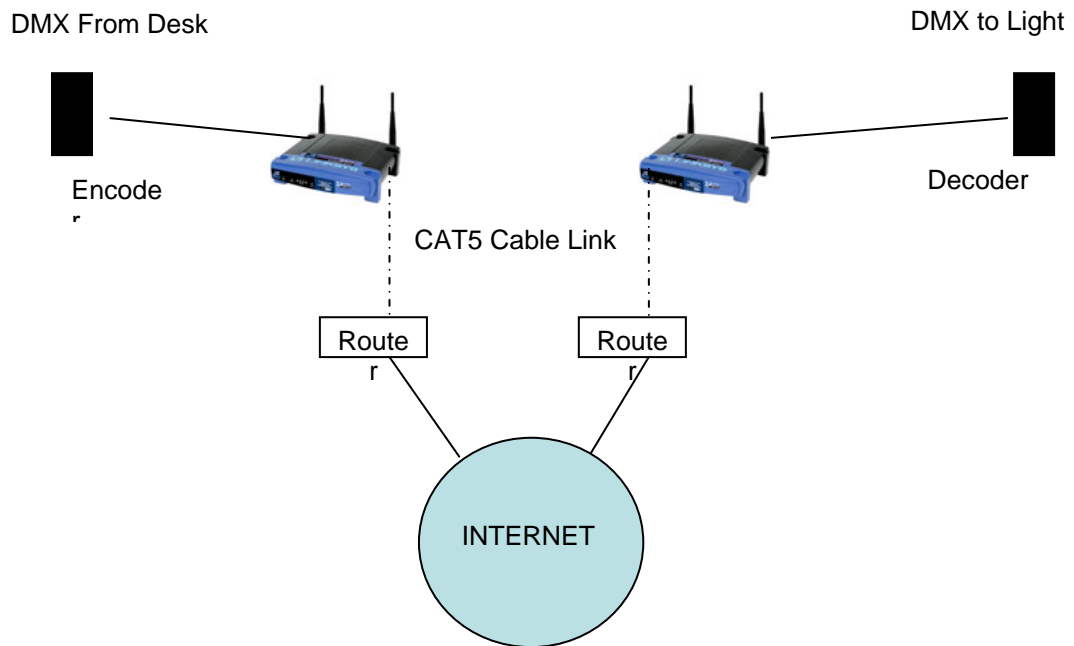 DMX From Desk
DMX to Light
Encode
r
Decoder
CAT5 Cable Link
Route
r
Route
r
INTERNET